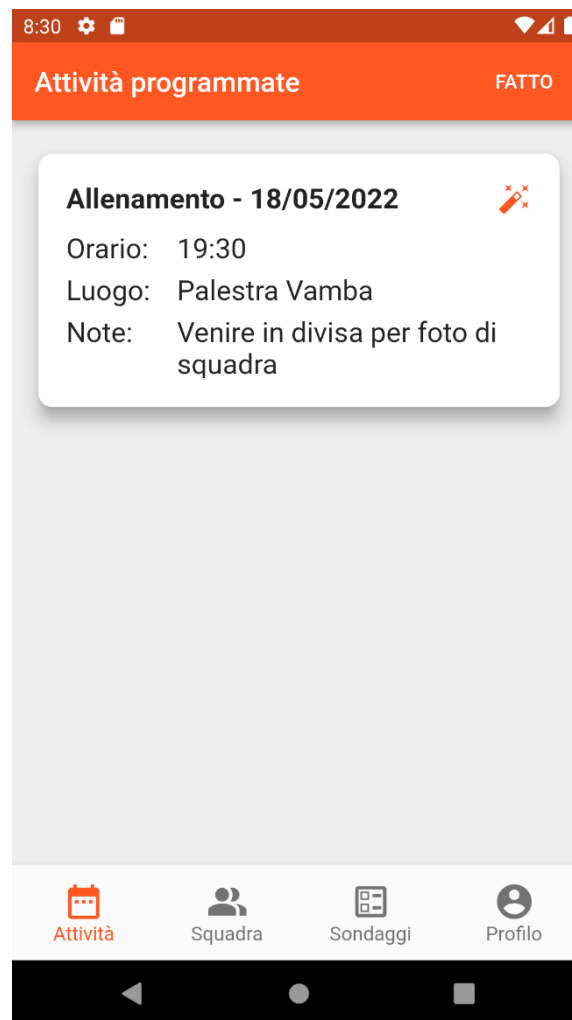 8:30
Attività programmate FATTO
Allenamento - 18/05/2022
Orario: 19:30
Luogo: Palestra Vamba
Note: Venire in divisa per foto di
squadra
Attività Squadra Sondaggi Profilo